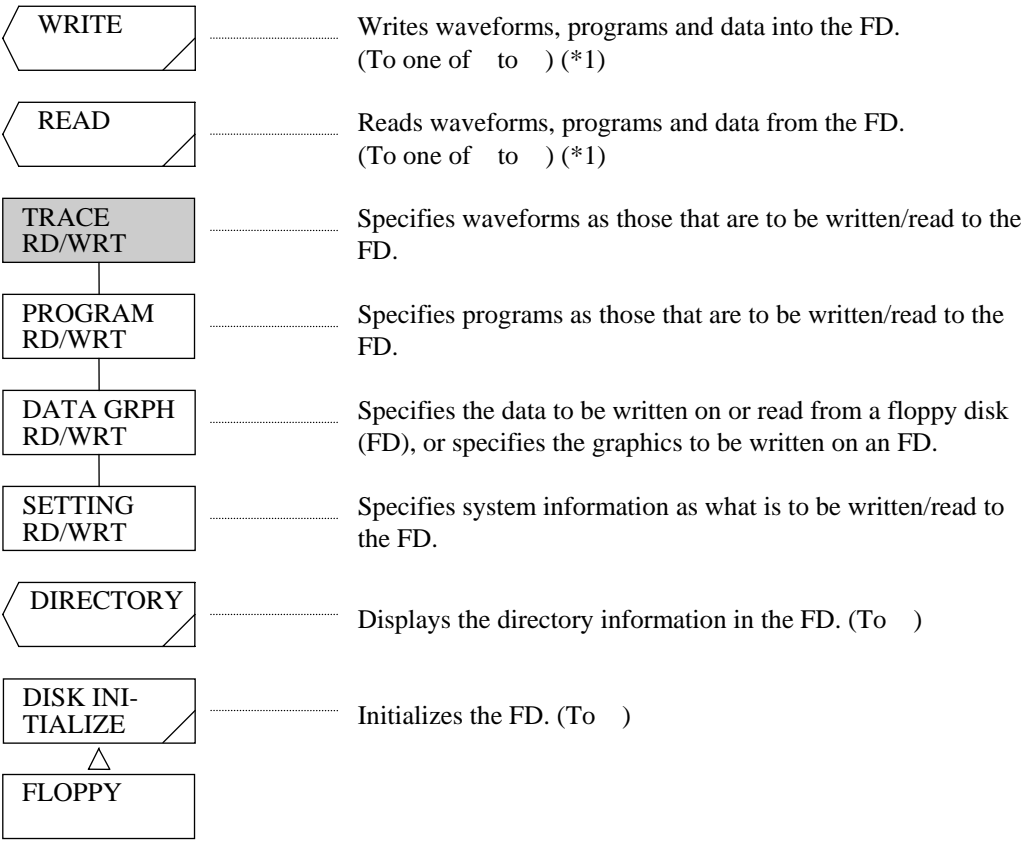 WRITE
Writes waveforms, programs and data into the FD.
(To one of to ) (*1)
READ
Reads waveforms, programs and data from the FD.
(To one of to ) (*1)
TRACE
RD/WRT
Specifies waveforms as those that are to be written/read to the
FD.
PROGRAM
RD/WRT
Specifies programs as those that are to be written/read to the
FD.
DATA GRPH
RD/WRT
Specifies the data to be written on or read from a floppy disk
(FD), or specifies the graphics to be written on an FD.
SETTING
RD/WRT
Specifies system information as what is to be written/read to
the FD.
DIRECTORY
Displays the directory information in the FD. (To )
DISK INI-
TIALIZE
Initializes the FD. (To )
FLOPPY